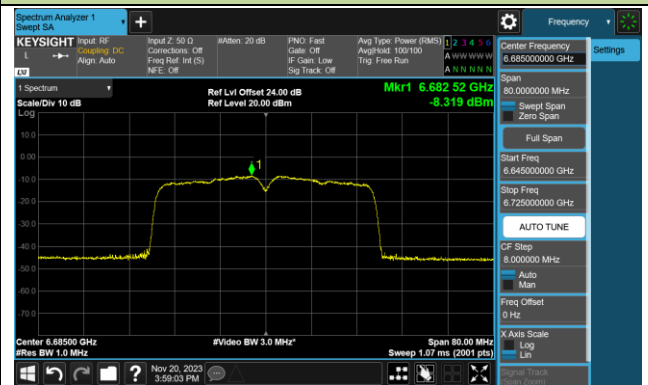 Spectrum Analyzer 1
Swept SA
+
Frequency
KEYSIGHT
L
LXI
Input: RF
Coupling: DC
Align: Auto
Input Z: 50 Ω
Corrections: Off
Freq Ref: Int (S)
NFE: Off
#Atten: 20 dB
PNO: Fast
Gate: Off
IF Gain: Low
Sig Track: Off
Avg Type: Power (RMS)
Avg|Hold: 100/100
Trig: Free Run
1 2 3 4 5 6
A W W W W W
A N N N N N
1 Spectrum
Scale/Div 10 dB
Log
Ref Lvl Offset 24.00 dB
Ref Level 20.00 dBm
Mkr1 6.682 52 GHz
-8.319 dBm
10.0
0.00
-10.0
-20.0
-30.0
-40.0
-50.0
-60.0
-70.0
1
Center 6.68500 GHz
#Res BW 1.0 MHz
#Video BW 3.0 MHz*
Span 80.00 MHz
Sweep 1.07 ms (2001 pts)
Center Frequency
6.685000000 GHz
Settings
Span
80.0000000 MHz
Swept Span
Zero Span
Full Span
Start Freq
6.645000000 GHz
Stop Freq
6.725000000 GHz
AUTO TUNE
CF Step
8.000000 MHz
Auto
Man
Freq Offset
0 Hz
X Axis Scale
Log
Lin
Signal Track
(Span Zoom)
?
Nov 20, 2023
3:59:03 PM